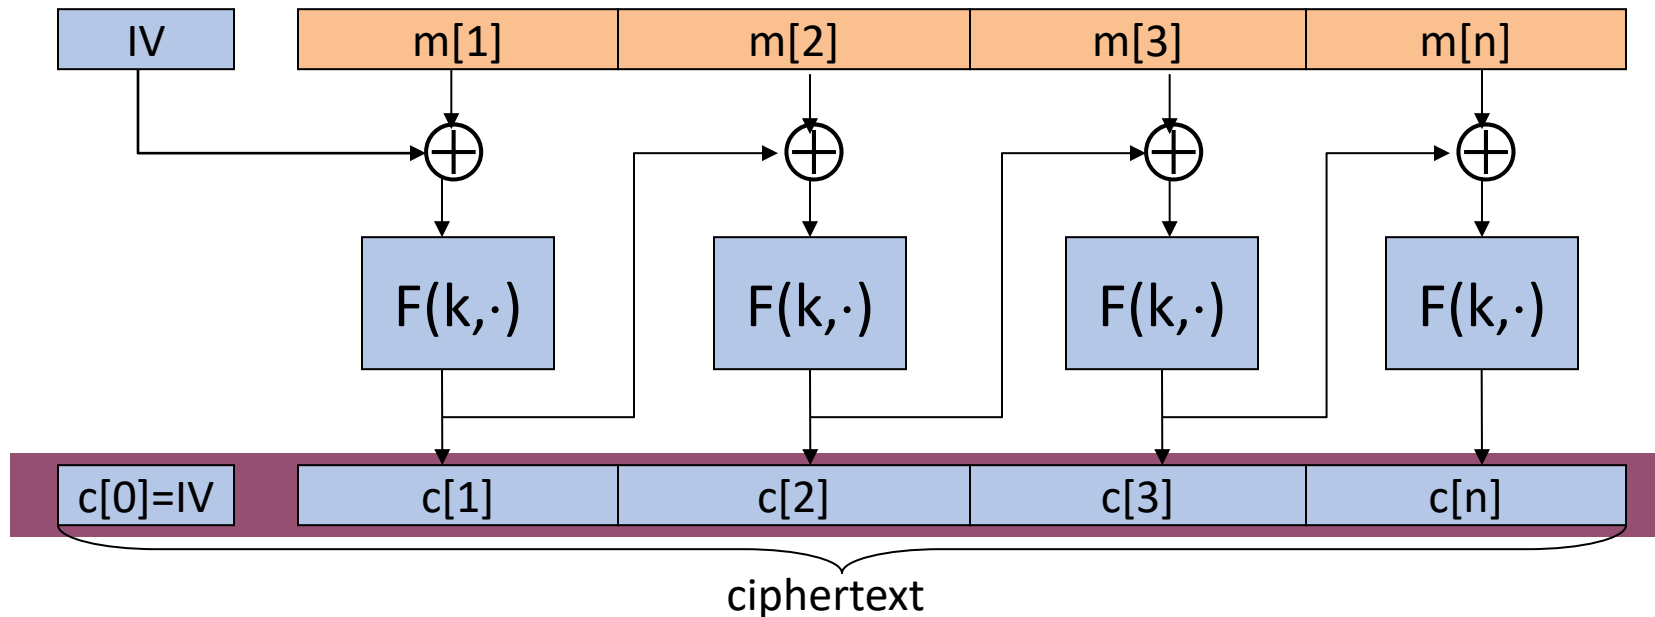 IV m[1] m[2] m[3] m[n]
F(k,·) F(k,·) F(k,·) F(k,·)
c[0]=IV c[1] c[2] c[3] c[n]
ciphertext